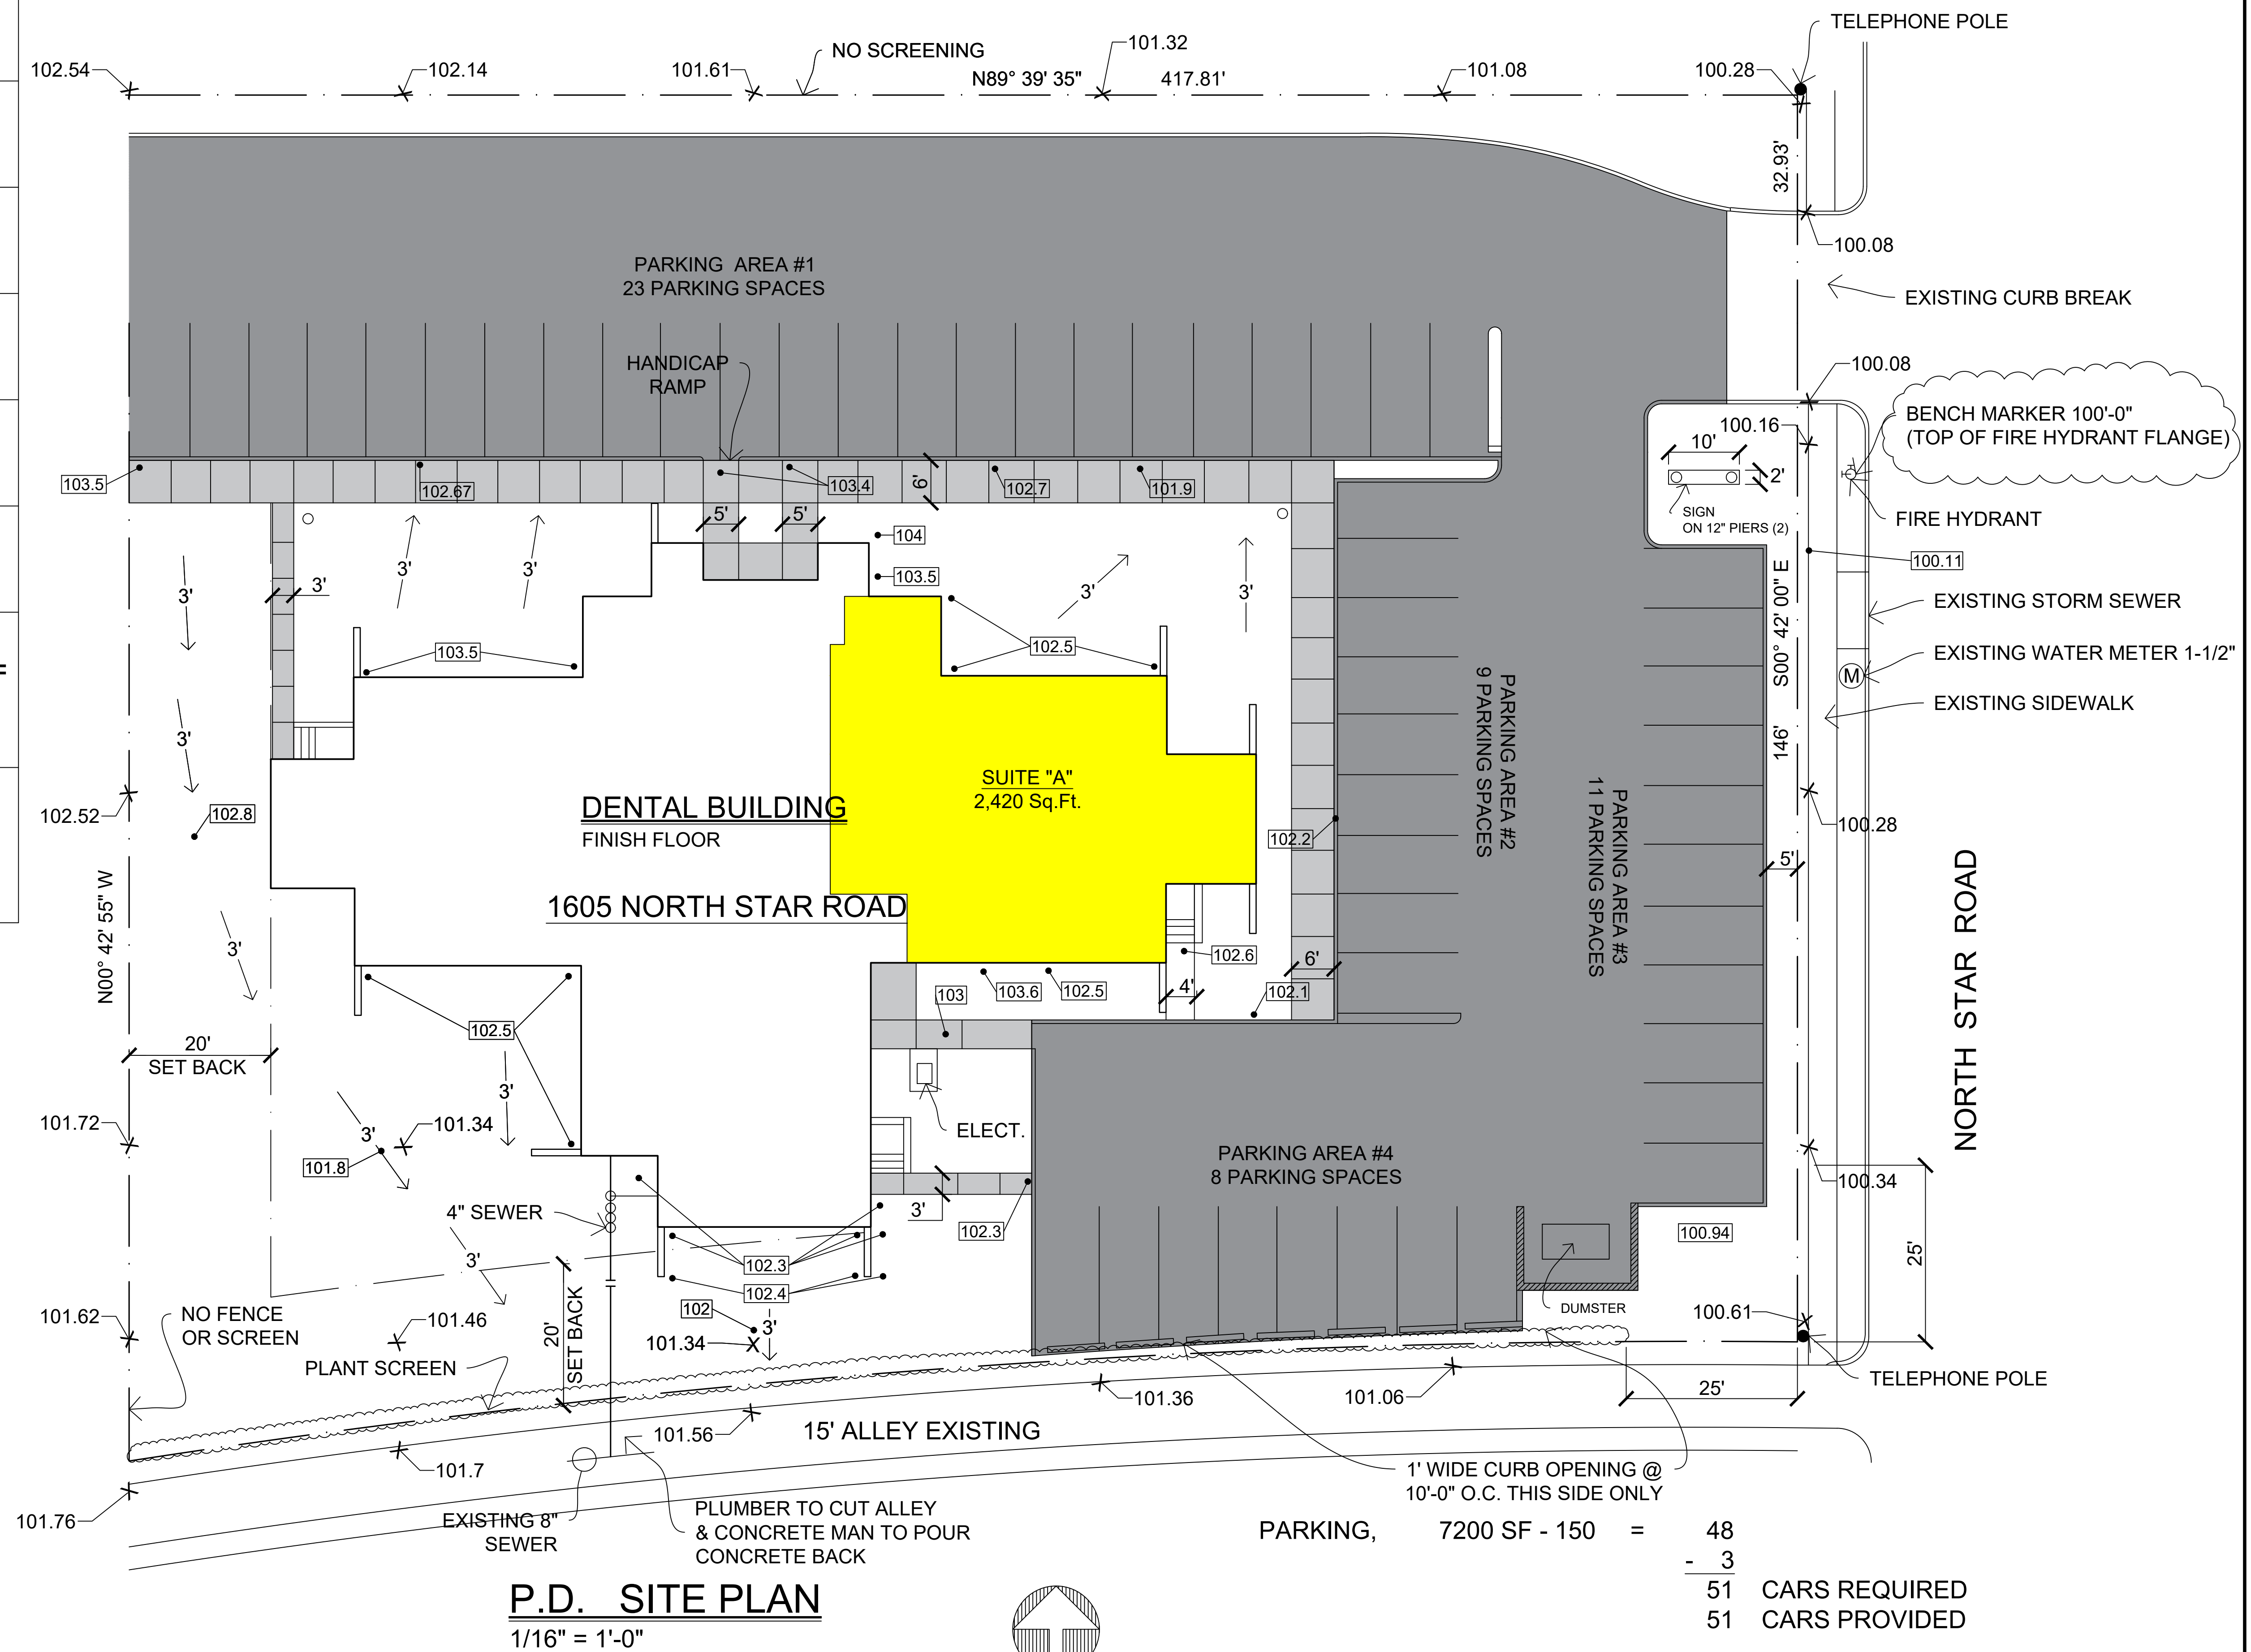 TELEPHONE POLE
NO SCREENING
101.32
102.54
102.14
101.61
N89° 39' 35"
417.81'
101.08
100.28
32.93'
100.08
PARKING AREA #1
23 PARKING SPACES
EXISTING CURB BREAK
HANDICAP
RAMP
100.08
BENCH MARKER 100'-0"
(TOP OF FIRE HYDRANT FLANGE)
100.16
10'
2'
103.5
102.67
103.4
6'
102.7
101.9
SIGN
ON 12" PIERS (2)
FIRE HYDRANT
5'
5'
104
103.5
100.11
3'
3'
3'
3'
3'
3'
EXISTING STORM SEWER
103.5
102.5
S00° 42' 00" E
EXISTING WATER METER 1-1/2"
M
EXISTING SIDEWALK
3'
146'
PARKING AREA #2
9 PARKING SPACES
PARKING AREA #3
11 PARKING SPACES
SUITE "A"
2,420 Sq.Ft.
DENTAL BUILDING
FINISH FLOOR
102.52
102.8
102.2
100.28
5'
1605 NORTH STAR ROAD
N00° 42' 55" W
3'
NORTH STAR ROAD
102.6
6'
103.6
102.5
103
4'
102.1
102.5
20'
SET BACK
3'
101.72
3'
101.34
101.8
ELECT.
PARKING AREA #4
8 PARKING SPACES
100.34
4" SEWER
3'
102.3
100.94
25'
3'
102.3
102.4
20'
SET BACK
102
3'
101.34
101.62
NO FENCE
OR SCREEN
101.46
PLANT SCREEN
DUMSTER
100.61
TELEPHONE POLE
25'
101.36
101.06
101.56
15' ALLEY EXISTING
101.7
101.76
EXISTING 8"
SEWER
PLUMBER TO CUT ALLEY
& CONCRETE MAN TO POUR
CONCRETE BACK
1' WIDE CURB OPENING @
10'-0" O.C. THIS SIDE ONLY
PARKING, 7200 SF - 150 = 48
- 3
51 CARS REQUIRED
51 CARS PROVIDED
P.D. SITE PLAN
1/16" = 1'-0"